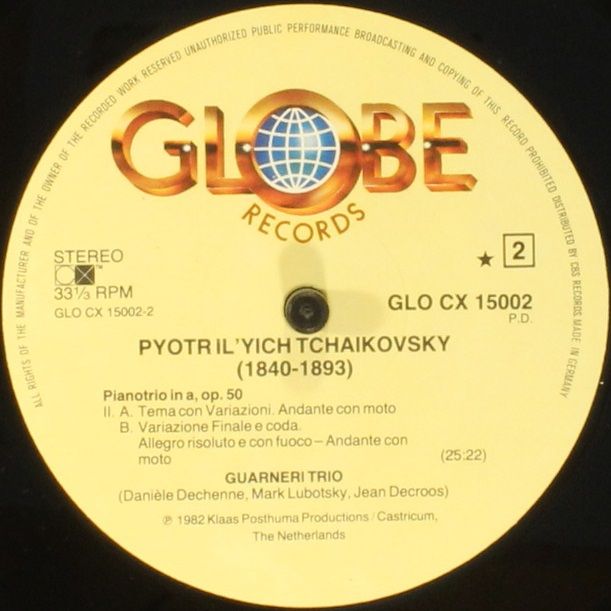 ALL RIGHTS OF THE MANUFACTURER AND OF THE OWNER OF THE RECORDED WORK RESERVED UNAUTHORIZED PUBLIC PERFORMANCE BROADCASTING AND COPYING OF THIS RECORD PROHIBITED DISTRIBUTED BY CBS RECORDS MADE IN GERMANY
GLOBE
RECORDS
STEREO
CX™
33⅓ RPM
GLO CX 15002-2
★ 2
GLO CX 15002
P.D.
PYOTR IL'YICH TCHAIKOVSKY
(1840-1893)
Pianotrio in a, op. 50
II. A. Tema con Variazioni. Andante con moto
B. Variazione Finale e coda.
Allegro risoluto e con fuoco – Andante con
moto (25:22)
GUARNERI TRIO
(Danièle Dechenne, Mark Lubotsky, Jean Decroos)
℗ 1982 Klaas Posthuma Productions / Castricum,
The Netherlands